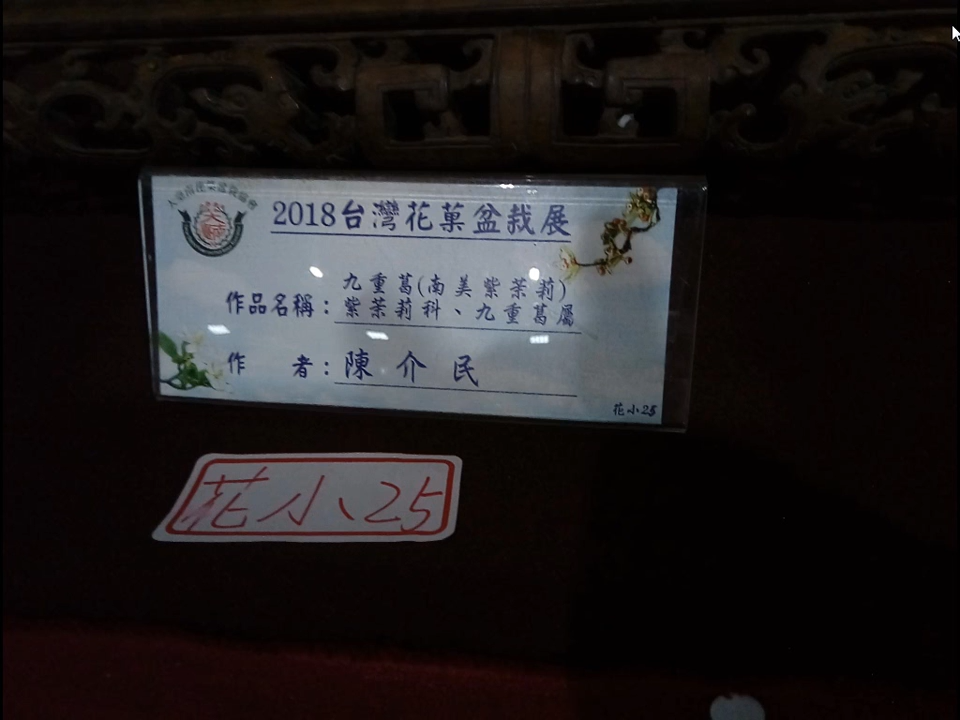 2018台灣花菓盆栽展
九重葛(南美紫茉莉)
作品名稱：紫茉莉科、九重葛屬
作　者：陳介民
花小25
花小25